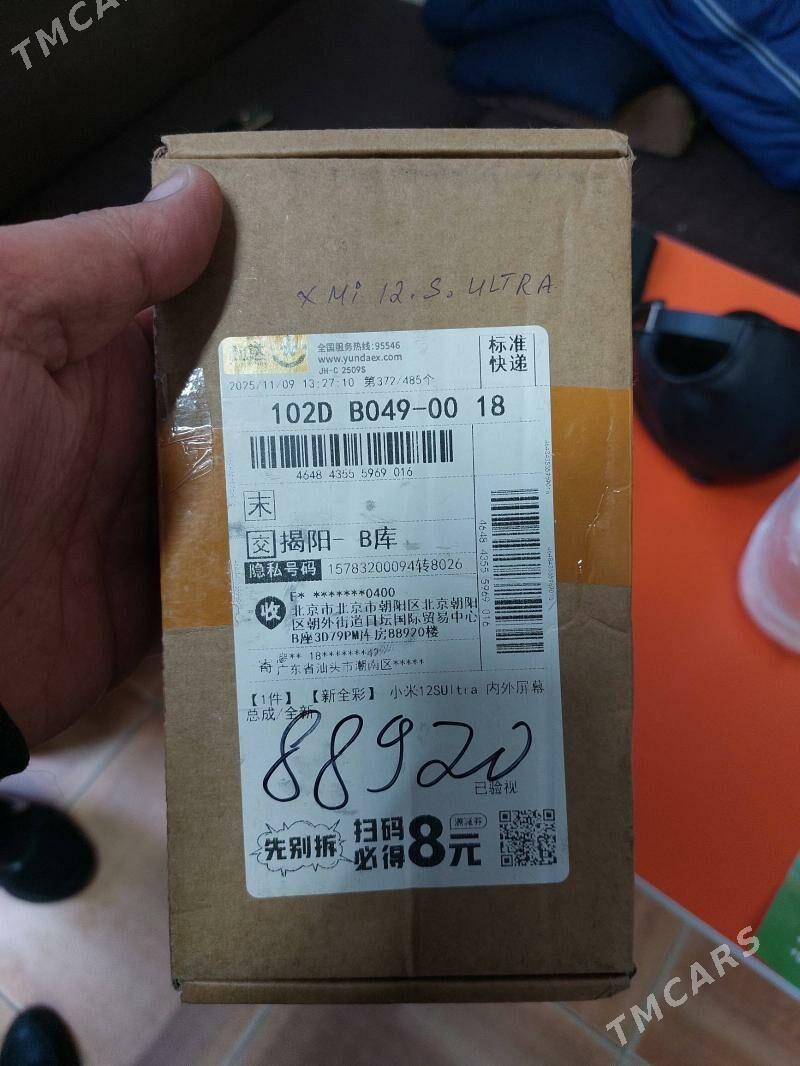 TMCARS
X Mi 12.S. ULTRA
全国服务热线:95546
www.yundaex.com
JH-C 2509S
标准
快递
2025/11/09 13:27:10 第372/485个
102D B049-00 18
4648 4355 5969 016
末
交 揭阳- B库
隐私号码 15783200094转8026
4648 4355 5969 016
收
E* *******0400
北京市北京市朝阳区北京朝阳
区朝外街道日坛国际贸易中心
B座3D79PM库房88920楼
寄 ** 18*******42
广东省汕头市潮南区*****
【1件】 【新全彩】 小米12SUltra 内外屏幕
总成/全新
88920
已验视
先别拆
扫码
必得8元
TMCARS